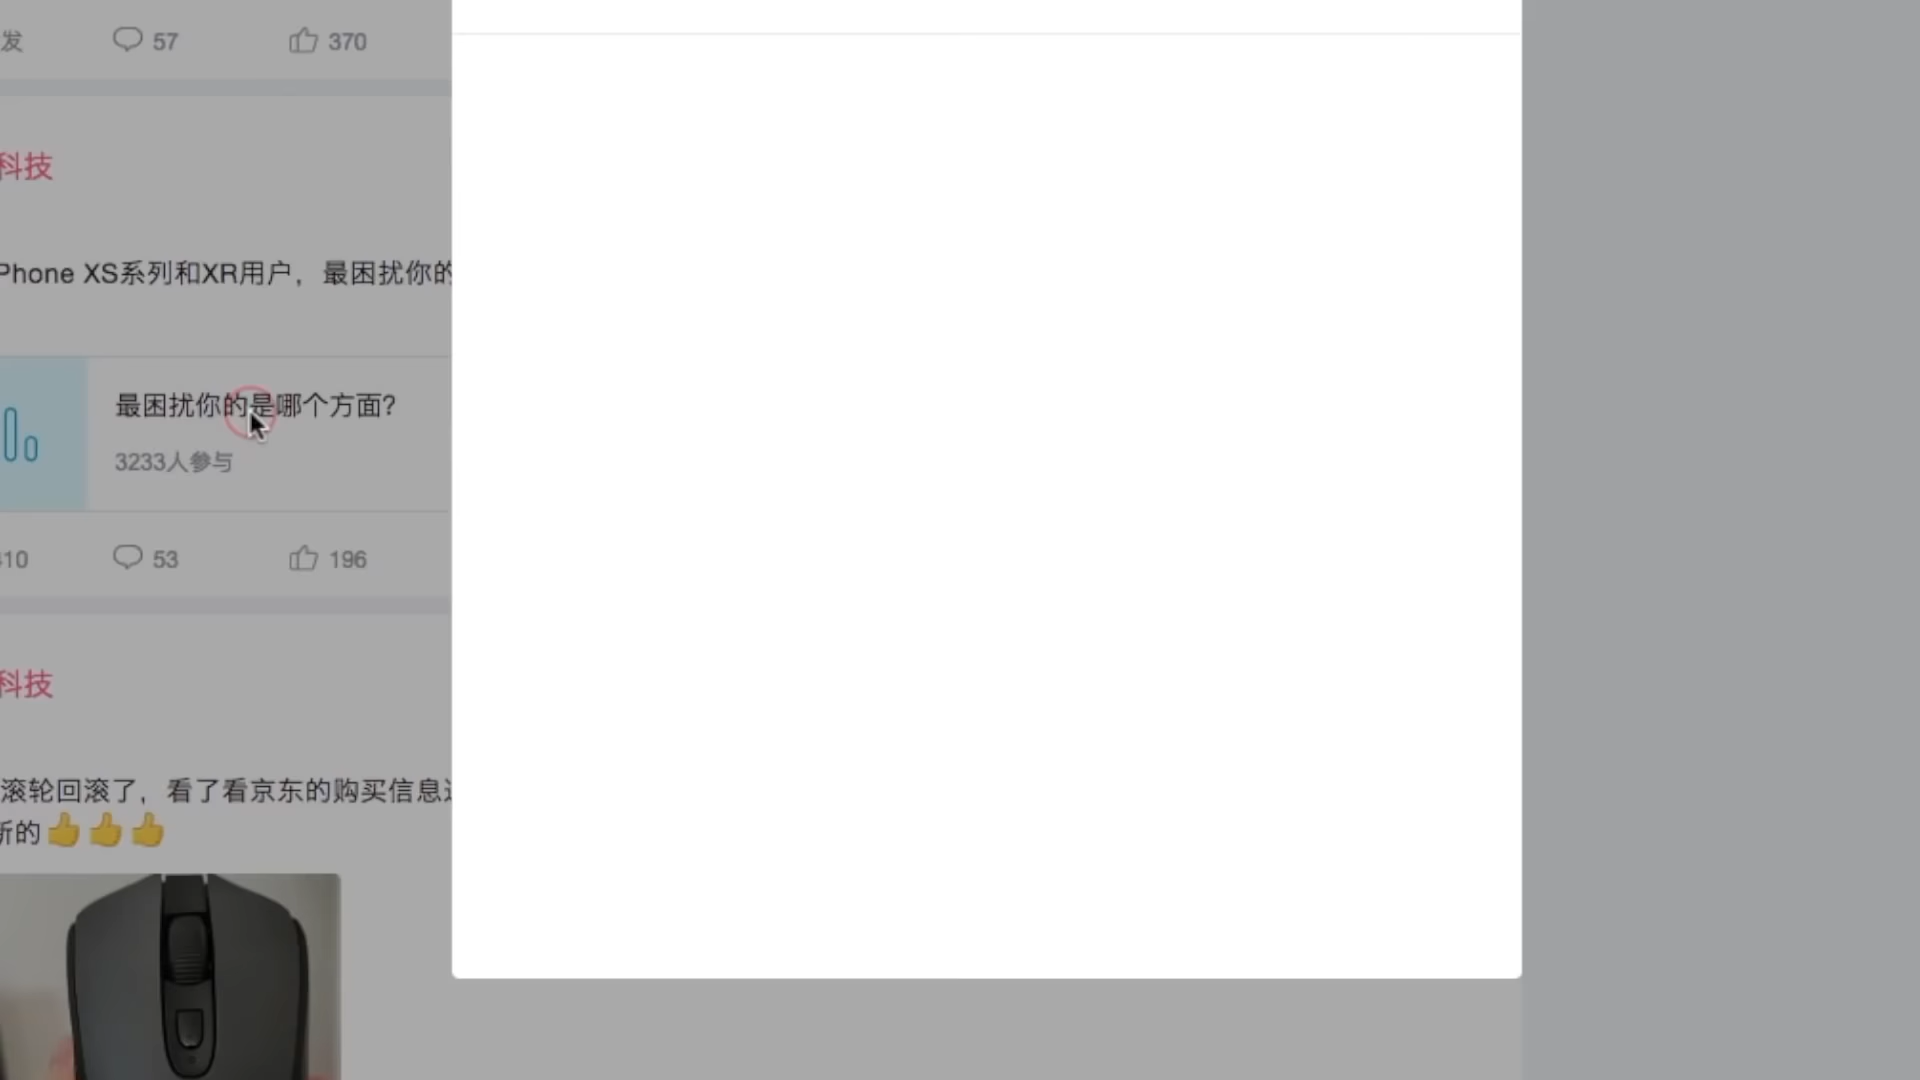 发 57 370
科技
Phone XS系列和XR用户，最困扰你的
最困扰你的是哪个方面？
3233人参与
10 53 196
科技
滚轮回滚了，看了看京东的购买信息
新的👍👍👍